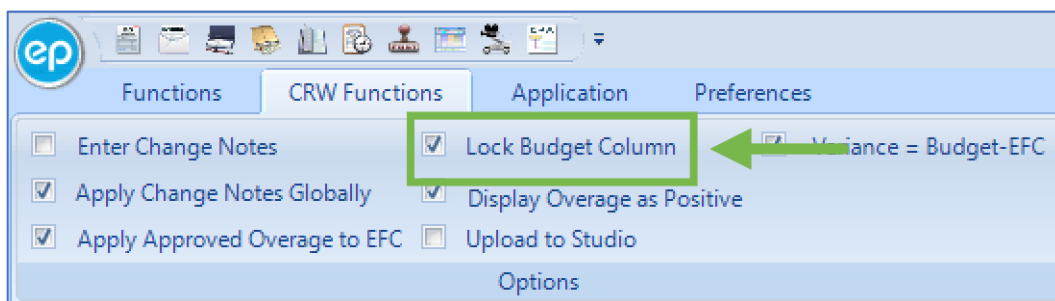 ep
Functions CRW Functions Application Preferences
Enter Change Notes Lock Budget Column Variance = Budget-EFC
Apply Change Notes Globally Display Overage as Positive
Apply Approved Overage to EFC Upload to Studio
Options